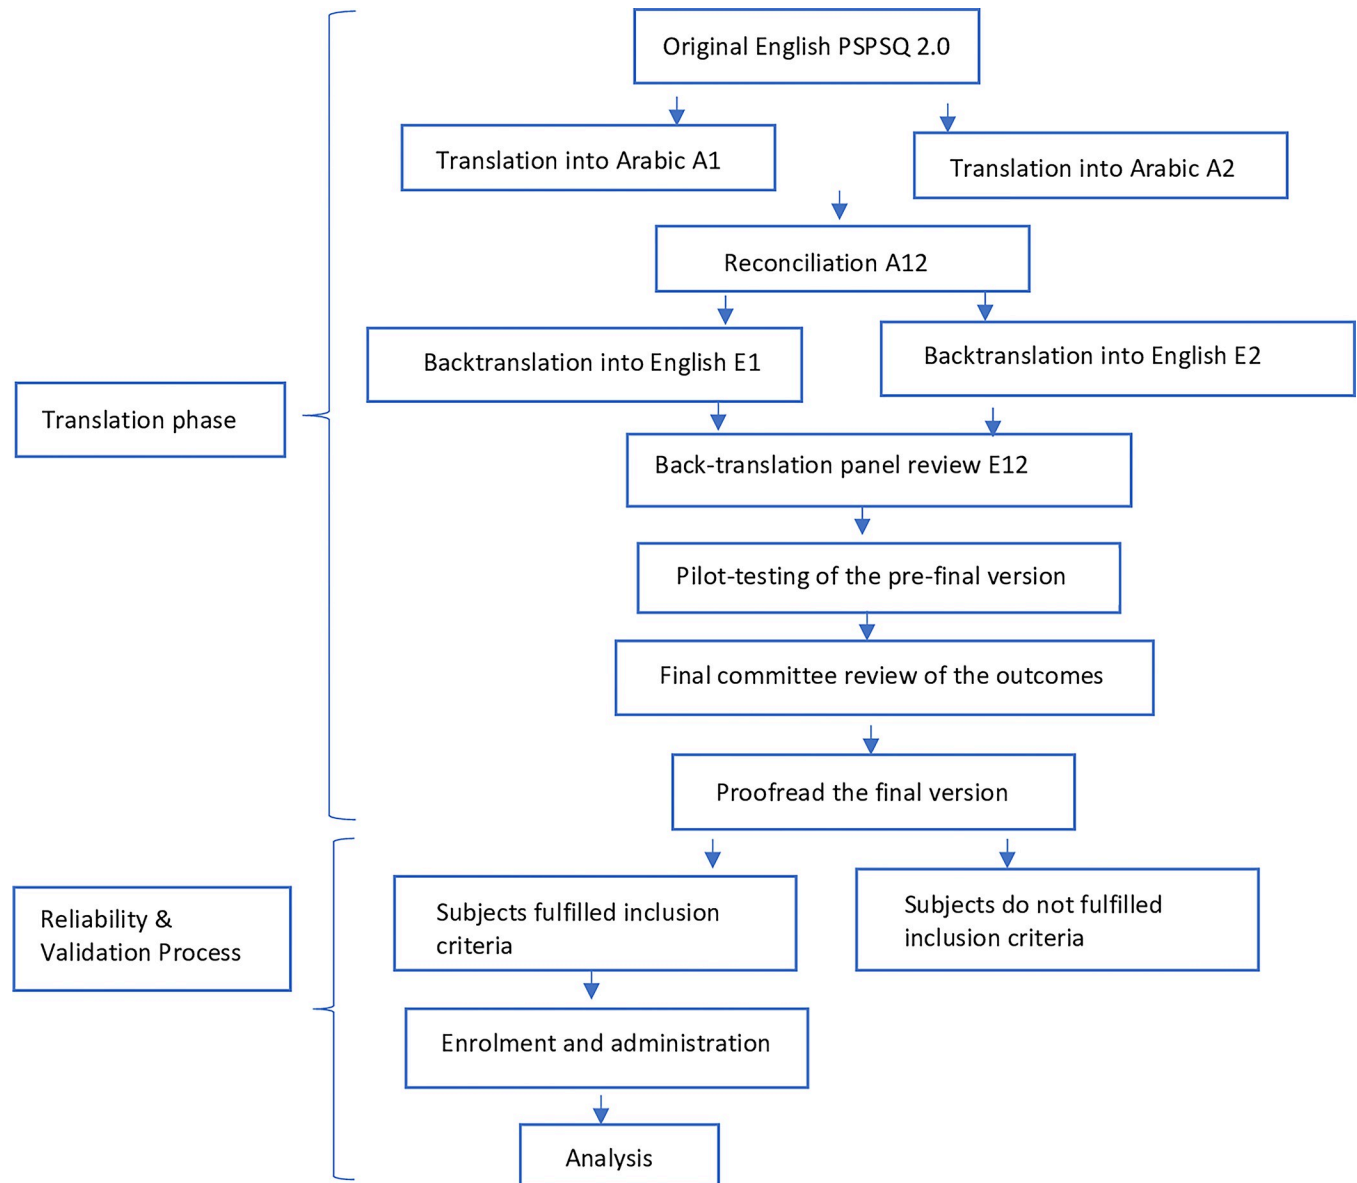 Original English PSPSQ 2.0
Translation into Arabic A1
Translation into Arabic A2
Reconciliation A12
Backtranslation into English E1
Backtranslation into English E2
Translation phase
Back-translation panel review E12
Pilot-testing of the pre-final version
Final committee review of the outcomes
Proofread the final version
Reliability &
Validation Process
Subjects fulfilled inclusion
criteria
Subjects do not fulfilled
inclusion criteria
Enrolment and administration
Analysis